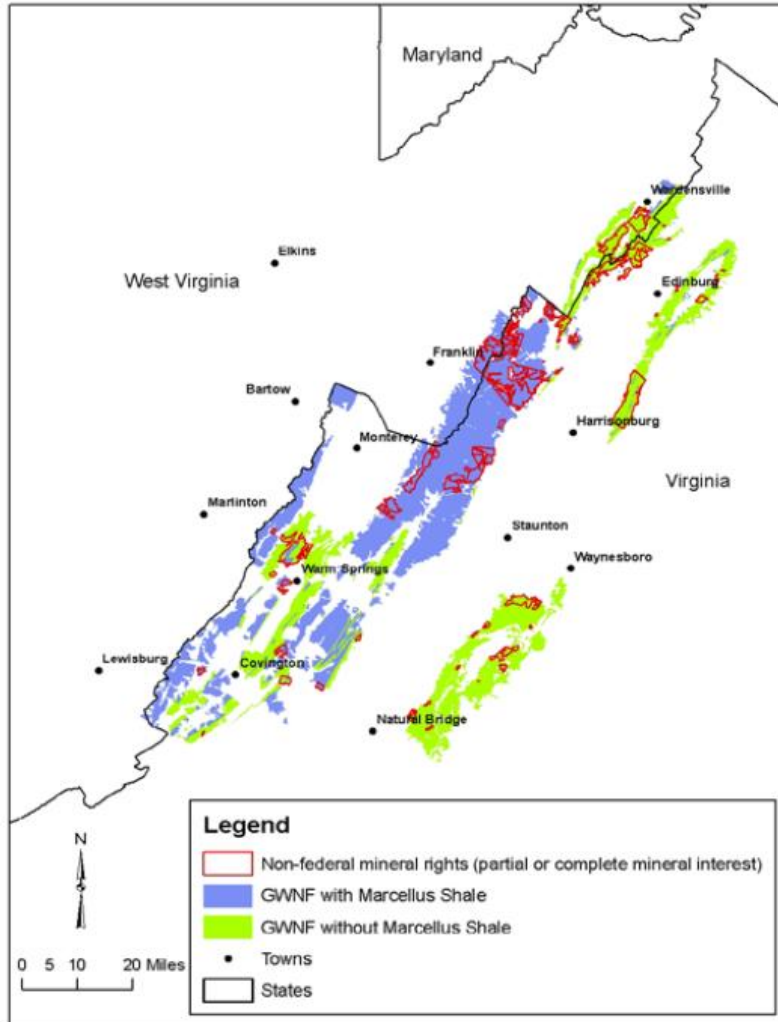 Maryland
Wardensville
Elkins
West Virginia
Edinburg
Franklin
Bartow
Harrisonburg
Monterey
Virginia
Marlinton
Staunton
Waynesboro
Warm Springs
Lewisburg
Covington
Natural Bridge
Legend
N
Non-federal mineral rights (partial or complete mineral interest)
GWNF with Marcellus Shale
GWNF without Marcellus Shale
Towns
0 5 10 20 Miles
States